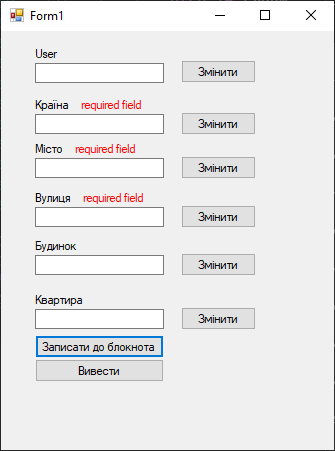 Form1
User
Змінити
Країна required field
Змінити
Місто required field
Змінити
Вулиця required field
Змінити
Будинок
Змінити
Квартира
Змінити
Записати до блокнота
Вивести